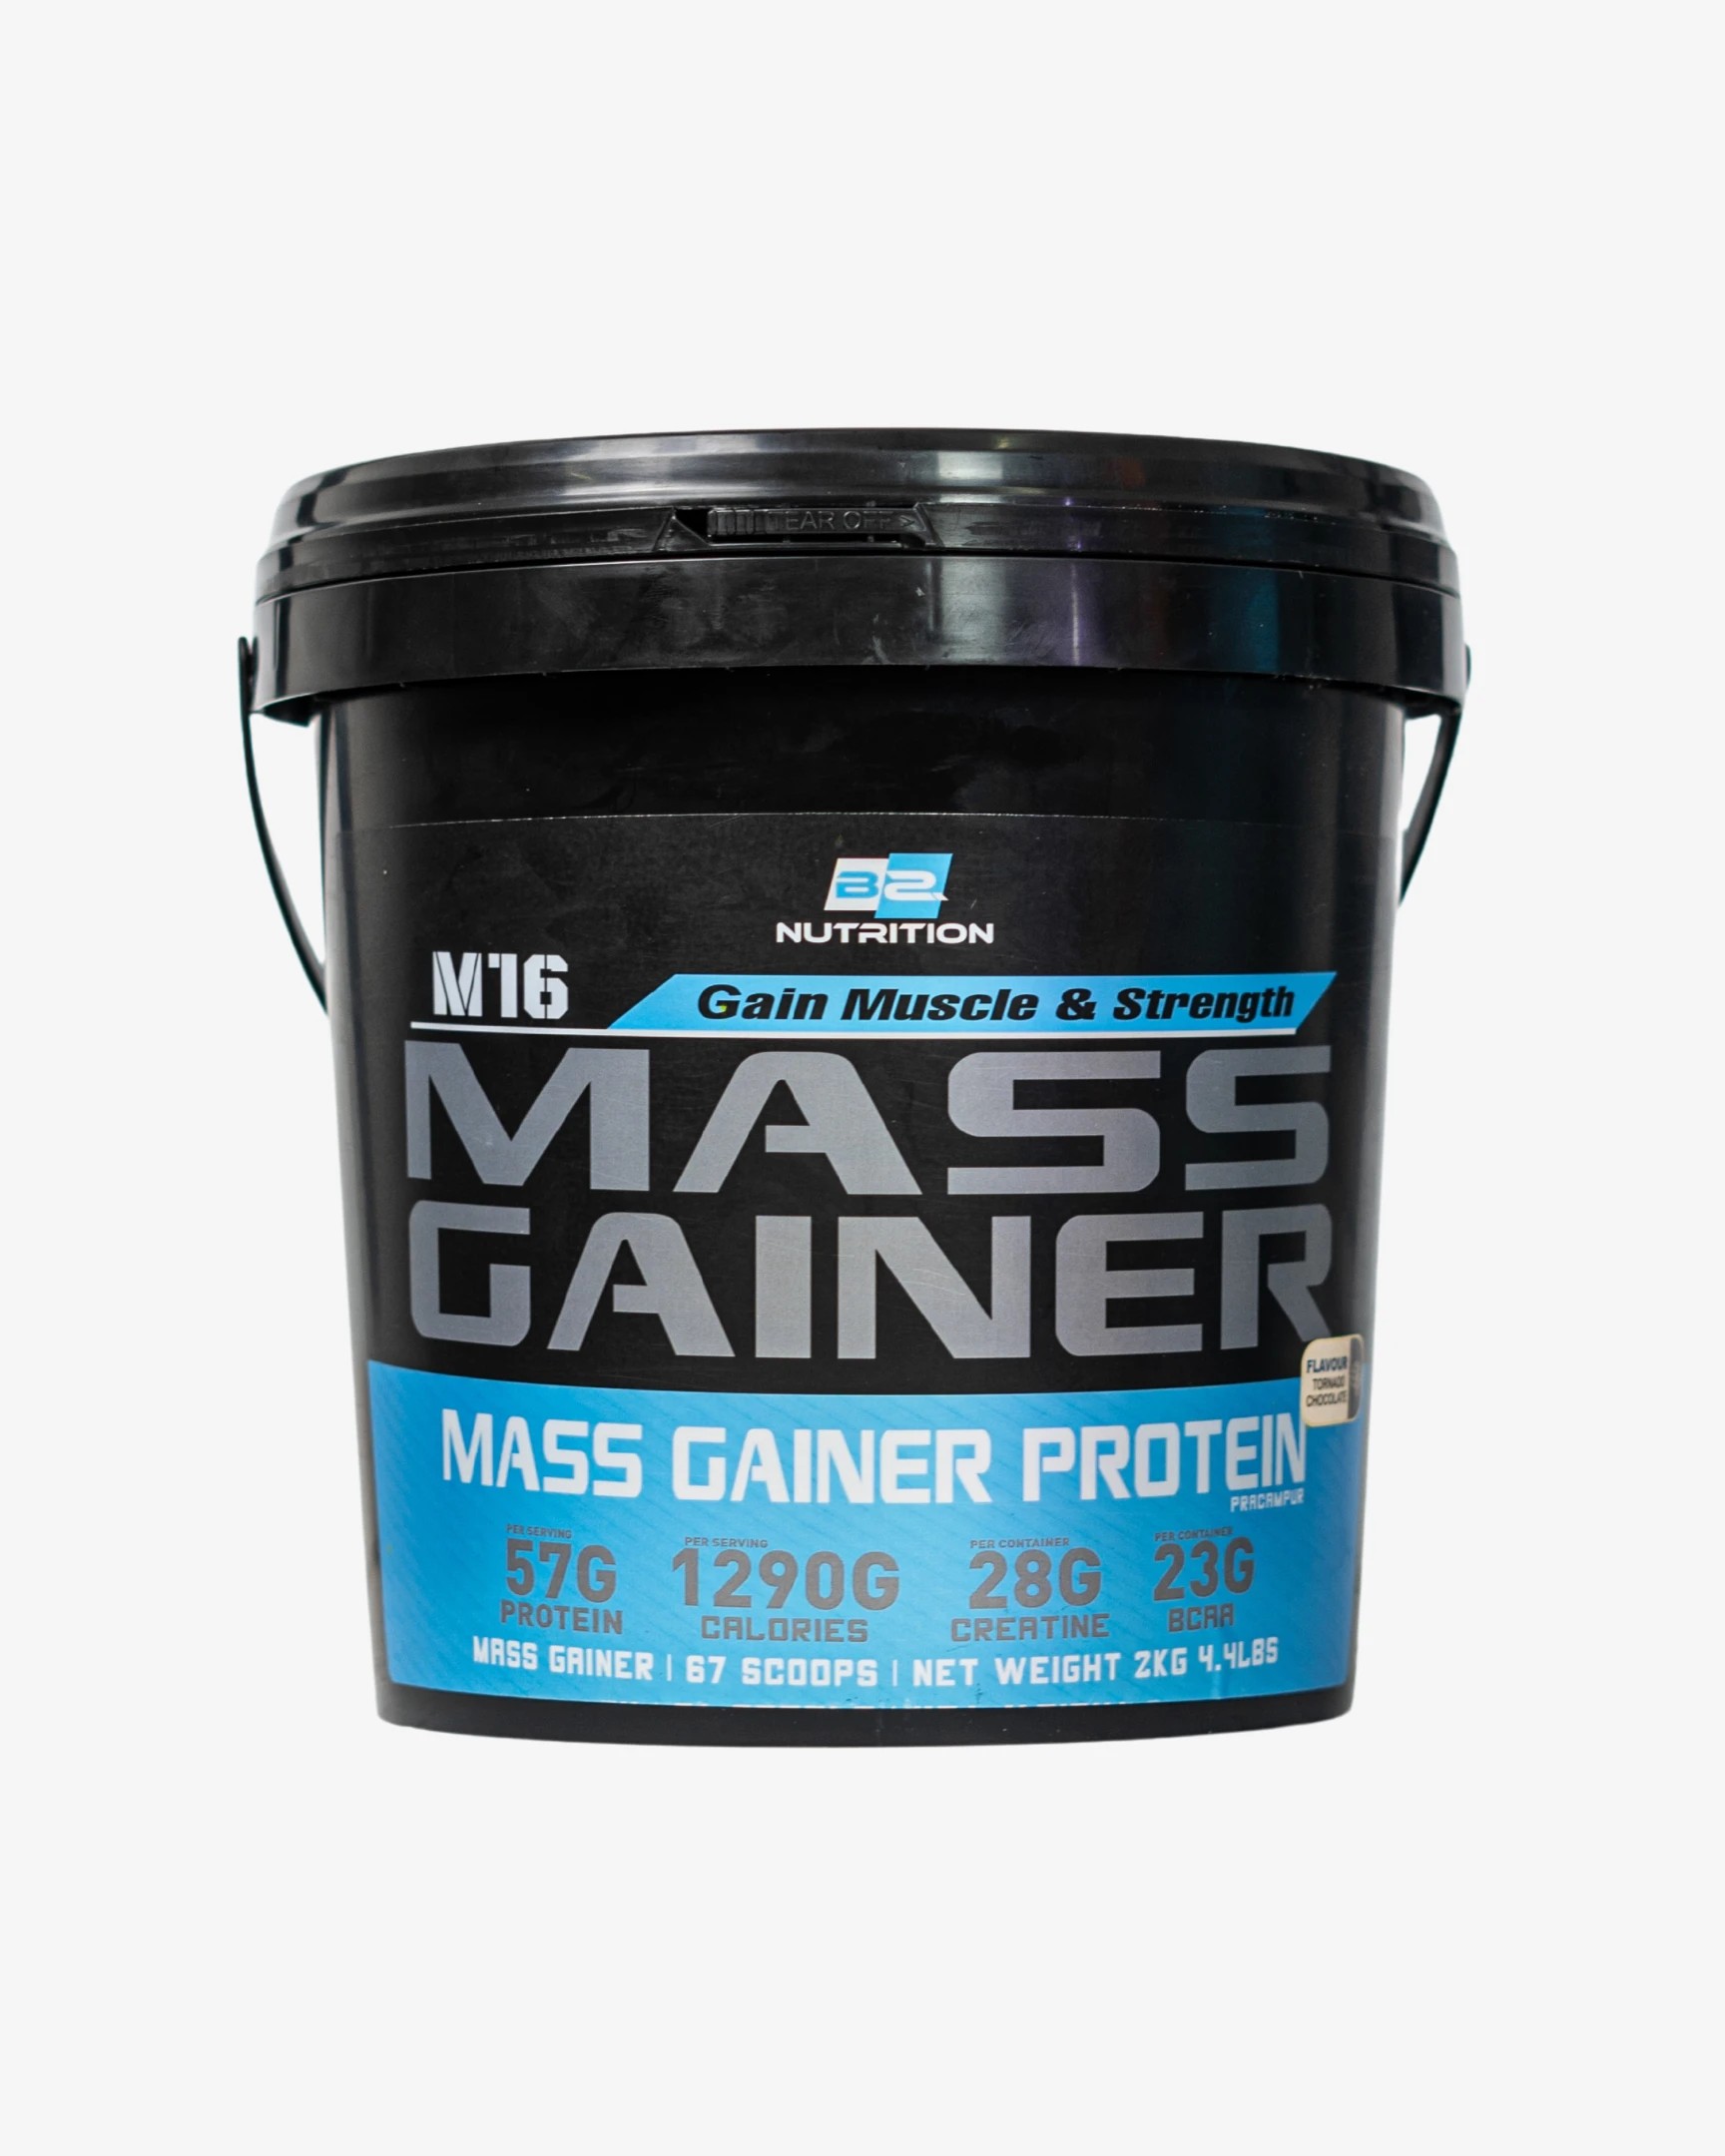 TEAR OFF
B2
NUTRITION
M16
Gain Muscle & Strength
MASS
GAINER
FLAVOUR
TORNADO
CHOCOLATE
MASS GAINER PROTEIN
PRACAMPUR
PER SERVING
57G
PROTEIN
PER SERVING
1290G
CALORIES
PER CONTAINER
28G
CREATINE
PER CONTAINER
23G
BCAA
MASS GAINER | 67 SCOOPS | NET WEIGHT 2KG 4.4LBS